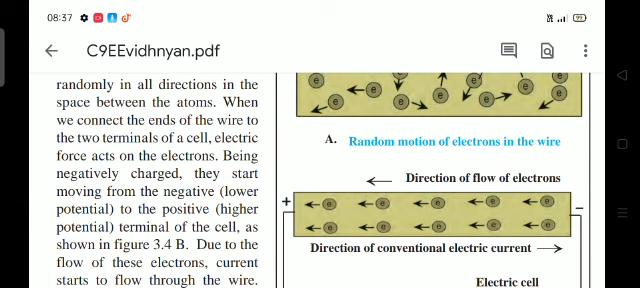 08:37
99
C9EEvidhnyan.pdf
randomly in all directions in the
space between the atoms. When
we connect the ends of the wire to
the two terminals of a cell, electric
force acts on the electrons. Being
negatively charged, they start
moving from the negative (lower
potential) to the positive (higher
potential) terminal of the cell, as
shown in figure 3.4 B. Due to the
flow of these electrons, current
starts to flow through the wire.
e e e e e e e e e
A. Random motion of electrons in the wire
Direction of flow of electrons
+ e e e e e −
e e e e e
Direction of conventional electric current
Electric cell